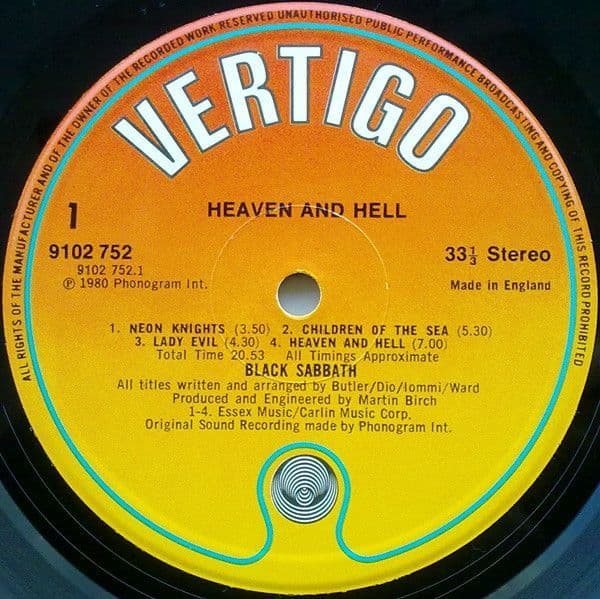 ALL RIGHTS OF THE MANUFACTURER AND OF THE OWNER OF THE RECORDED WORK RESERVED UNAUTHORISED PUBLIC PERFORMANCE BROADCASTING AND COPYING OF THIS RECORD PROHIBITED
VERTIGO
HEAVEN AND HELL
1
9102 752
9102 752.1
℗ 1980 Phonogram Int.
33⅓ Stereo
Made in England
1. NEON KNIGHTS (3.50) 2. CHILDREN OF THE SEA (5.30)
3. LADY EVIL (4.30) 4. HEAVEN AND HELL (7.00)
Total Time 20.53 All Timings Approximate
BLACK SABBATH
All titles written and arranged by Butler/Dio/Iommi/Ward
Produced and Engineered by Martin Birch
1-4. Essex Music/Carlin Music Corp.
Original Sound Recording made by Phonogram Int.